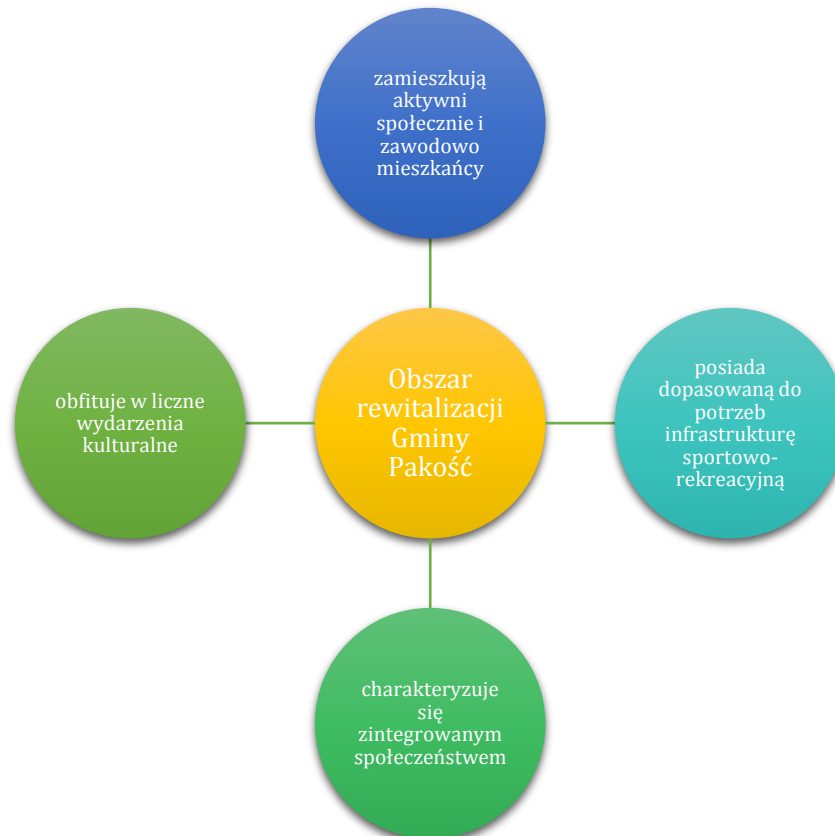 zamieszkują
aktywni
społecznie i
zawodowo
mieszkańcy
obfituje w liczne
wydarzenia
kulturalne
Obszar
rewitalizacji
Gminy
Pakość
posiada
dopasowaną do
potrzeb
infrastrukturę
sportowo-
rekreacyjną
charakteryzuje
się
zintegrowanym
społeczeństwem